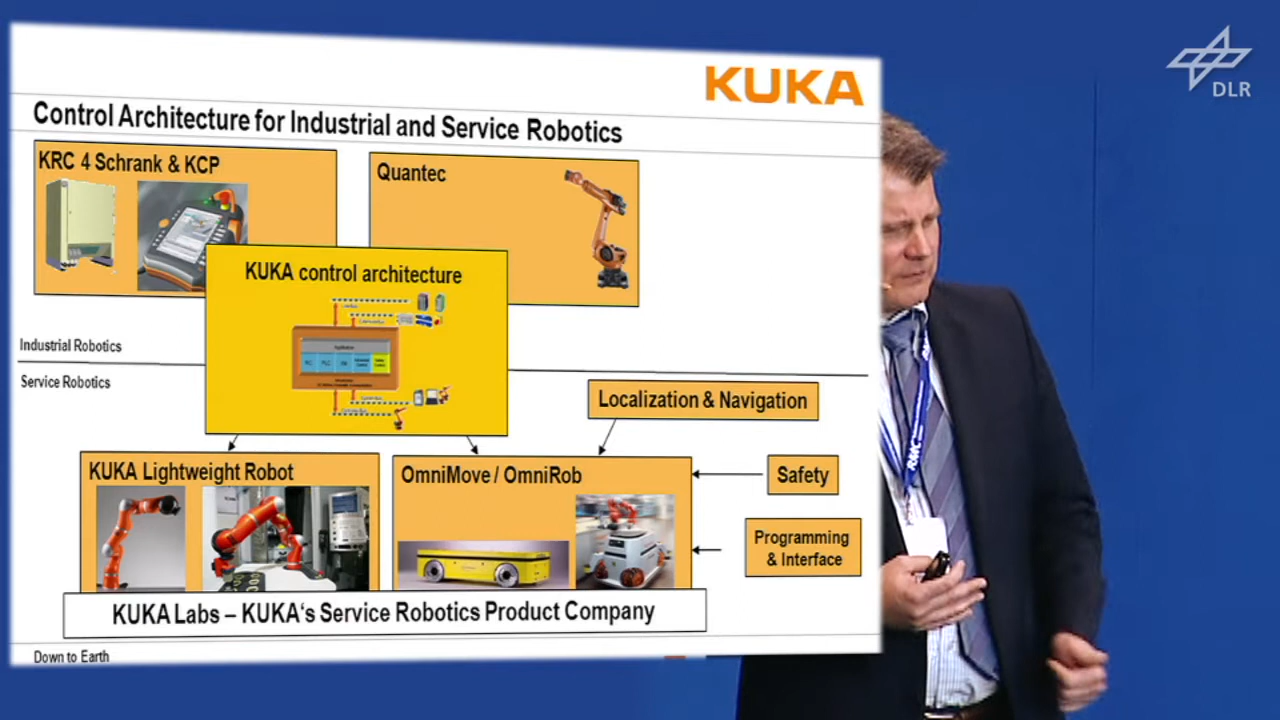 KUKA
DLR
Control Architecture for Industrial and Service Robotics
KRC 4 Schrank & KCP
Quantec
KUKA control architecture
Industrial Robotics
Service Robotics
Localization & Navigation
KUKA Lightweight Robot
OmniMove / OmniRob
Safety
Programming
& Interface
KUKA Labs – KUKA‘s Service Robotics Product Company
Down to Earth